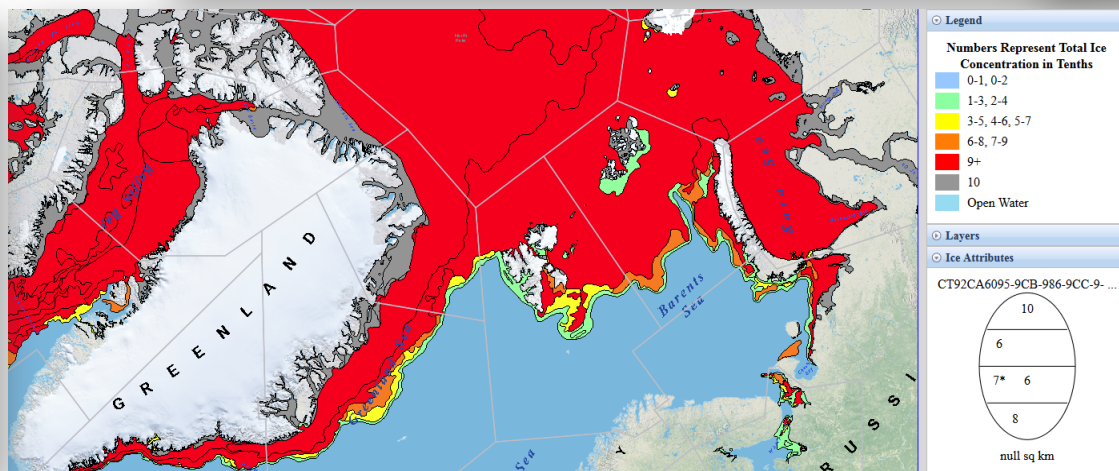 Legend
Numbers Represent Total Ice
Concentration in Tenths
0-1, 0-2
1-3, 2-4
3-5, 4-6, 5-7
6-8, 7-9
9+
10
Open Water
Layers
Ice Attributes
CT92CA6095-9CB-986-9CC-9- ...
10
6
7* 6
8
null sq km
GREENLAND
Barents
Sea
Sea
Y
RUSSI